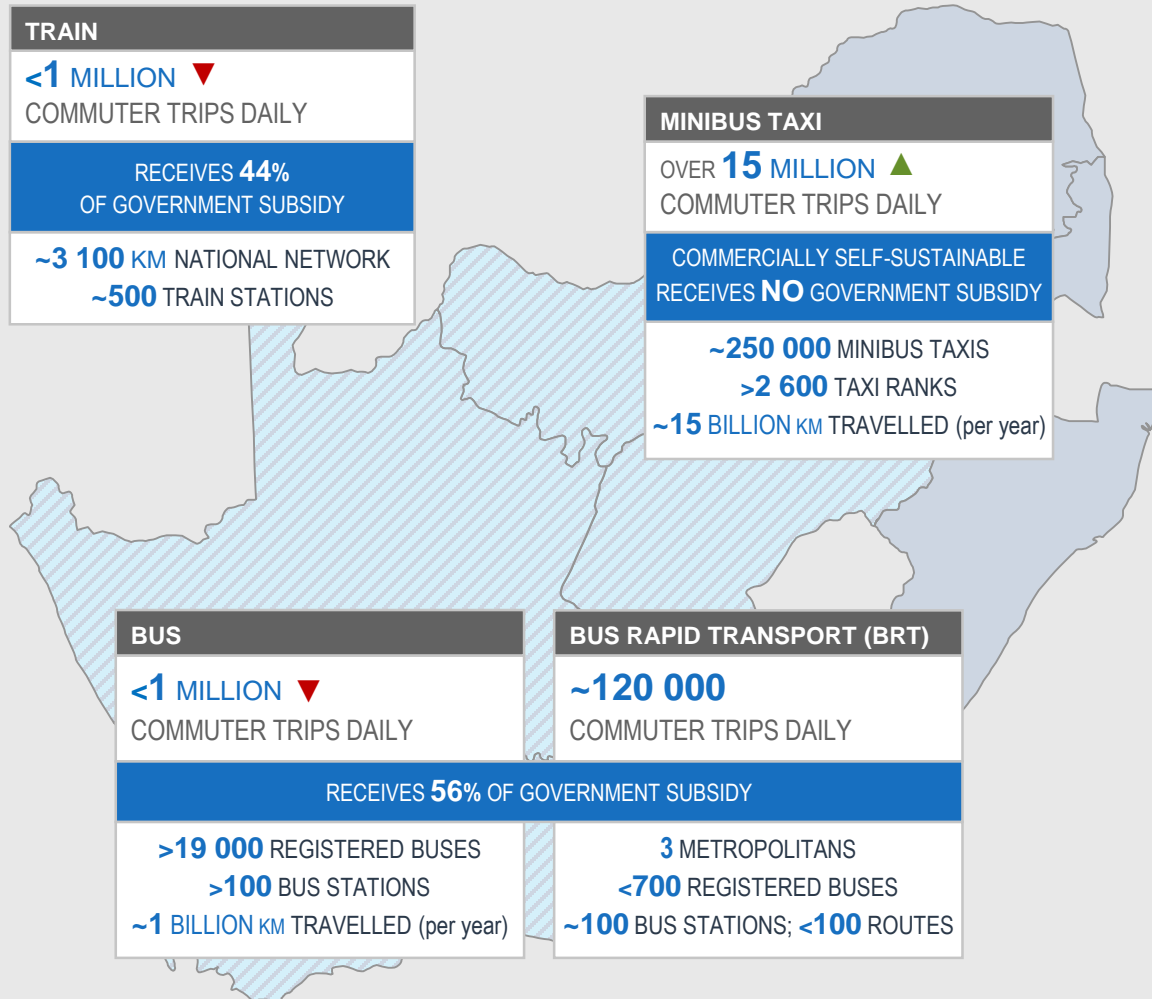 TRAIN
<1 MILLION ▼
COMMUTER TRIPS DAILY
RECEIVES 44%
OF GOVERNMENT SUBSIDY
~3 100 KM NATIONAL NETWORK
~500 TRAIN STATIONS
MINIBUS TAXI
OVER 15 MILLION ▲
COMMUTER TRIPS DAILY
COMMERCIALLY SELF-SUSTAINABLE
RECEIVES NO GOVERNMENT SUBSIDY
~250 000 MINIBUS TAXIS
>2 600 TAXI RANKS
~15 BILLION KM TRAVELLED (per year)
BUS
<1 MILLION ▼
COMMUTER TRIPS DAILY
BUS RAPID TRANSPORT (BRT)
~120 000
COMMUTER TRIPS DAILY
RECEIVES 56% OF GOVERNMENT SUBSIDY
>19 000 REGISTERED BUSES
>100 BUS STATIONS
~1 BILLION KM TRAVELLED (per year)
3 METROPOLITANS
<700 REGISTERED BUSES
~100 BUS STATIONS; <100 ROUTES